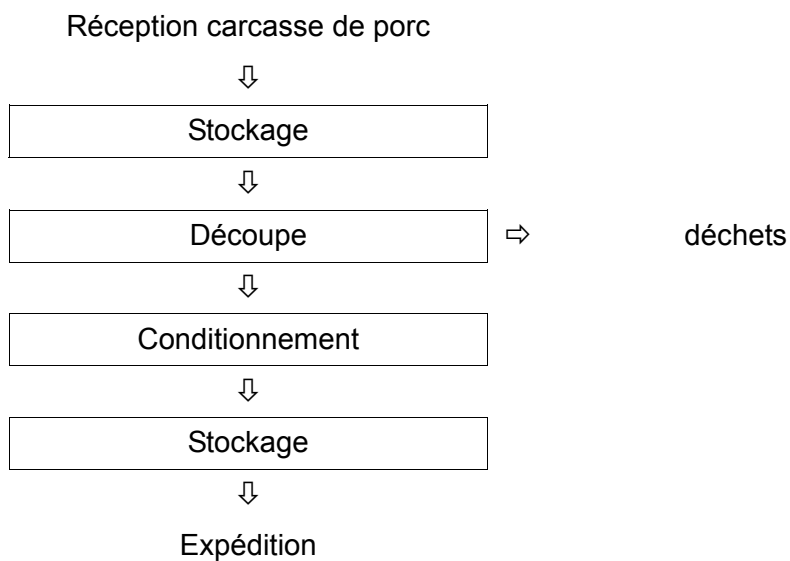 Réception carcasse de porc
⇩
Stockage
⇩
Découpe ⇨ déchets
⇩
Conditionnement
⇩
Stockage
⇩
Expédition